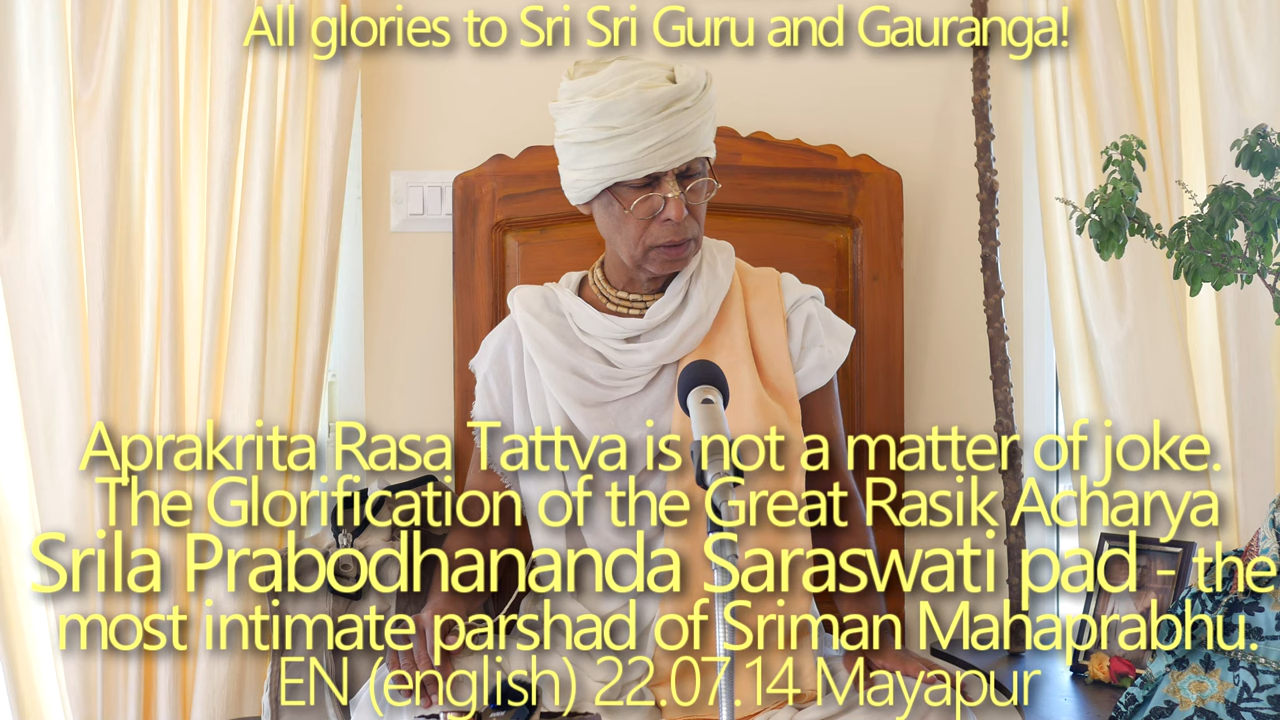 All glories to Sri Sri Guru and Gauranga!
Aprakrita Rasa Tattva is not a matter of joke.
The Glorification of the Great Rasik Acharya
Srila Prabodhananda Saraswati pad - the
most intimate parshad of Sriman Mahaprabhu.
EN (english) 22.07.14 Mayapur